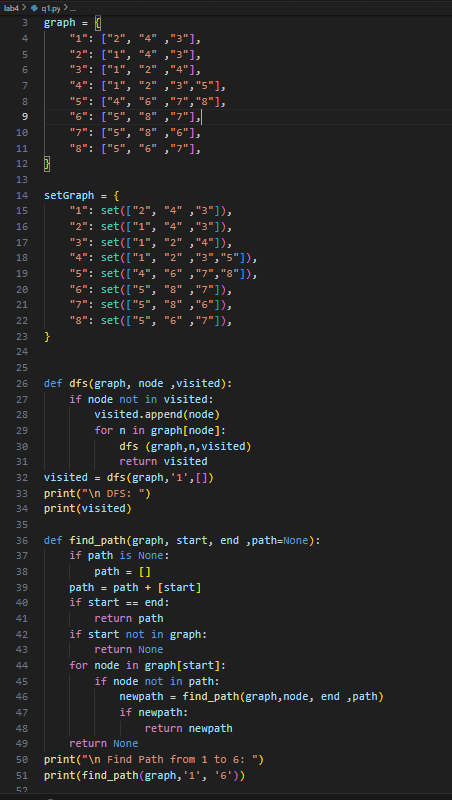 lab4 > q1.py > ...
3 graph = {
4 "1": ["2", "4" ,"3"],
5 "2": ["1", "4" ,"3"],
6 "3": ["1", "2" ,"4"],
7 "4": ["1", "2" ,"3","5"],
8 "5": ["4", "6" ,"7","8"],
9 "6": ["5", "8" ,"7"],
10 "7": ["5", "8" ,"6"],
11 "8": ["5", "6" ,"7"],
12 }
13
14 setGraph = {
15 "1": set(["2", "4" ,"3"]),
16 "2": set(["1", "4" ,"3"]),
17 "3": set(["1", "2" ,"4"]),
18 "4": set(["1", "2" ,"3","5"]),
19 "5": set(["4", "6" ,"7","8"]),
20 "6": set(["5", "8" ,"7"]),
21 "7": set(["5", "8" ,"6"]),
22 "8": set(["5", "6" ,"7"]),
23 }
24
25
26 def dfs(graph, node ,visited):
27 if node not in visited:
28 visited.append(node)
29 for n in graph[node]:
30 dfs (graph,n,visited)
31 return visited
32 visited = dfs(graph,'1',[])
33 print("\n DFS: ")
34 print(visited)
35
36 def find_path(graph, start, end ,path=None):
37 if path is None:
38 path = []
39 path = path + [start]
40 if start == end:
41 return path
42 if start not in graph:
43 return None
44 for node in graph[start]:
45 if node not in path:
46 newpath = find_path(graph,node, end ,path)
47 if newpath:
48 return newpath
49 return None
50 print("\n Find Path from 1 to 6: ")
51 print(find_path(graph,'1', '6'))
52